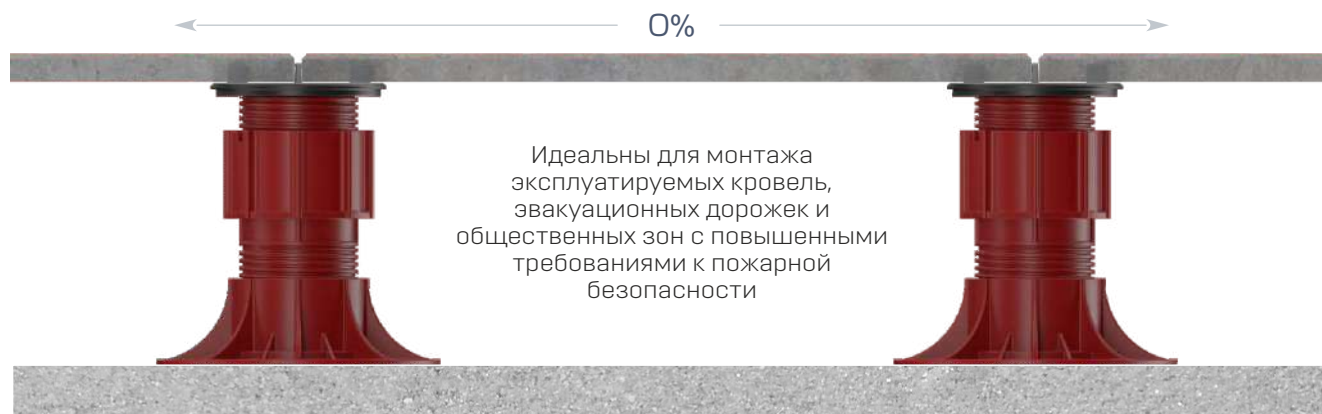 0%
Идеальны для монтажа
эксплуатируемых кровель,
эвакуационных дорожек и
общественных зон с повышенными
требованиями к пожарной
безопасности